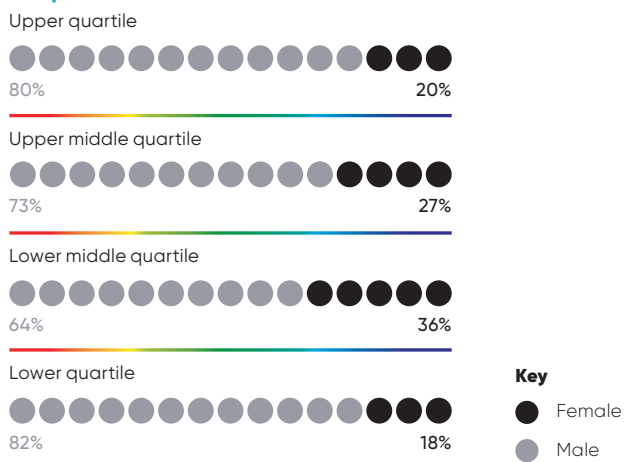 Upper quartile
80% 20%
Upper middle quartile
73% 27%
Lower middle quartile
64% 36%
Lower quartile
82% 18%
Key
Female
Male